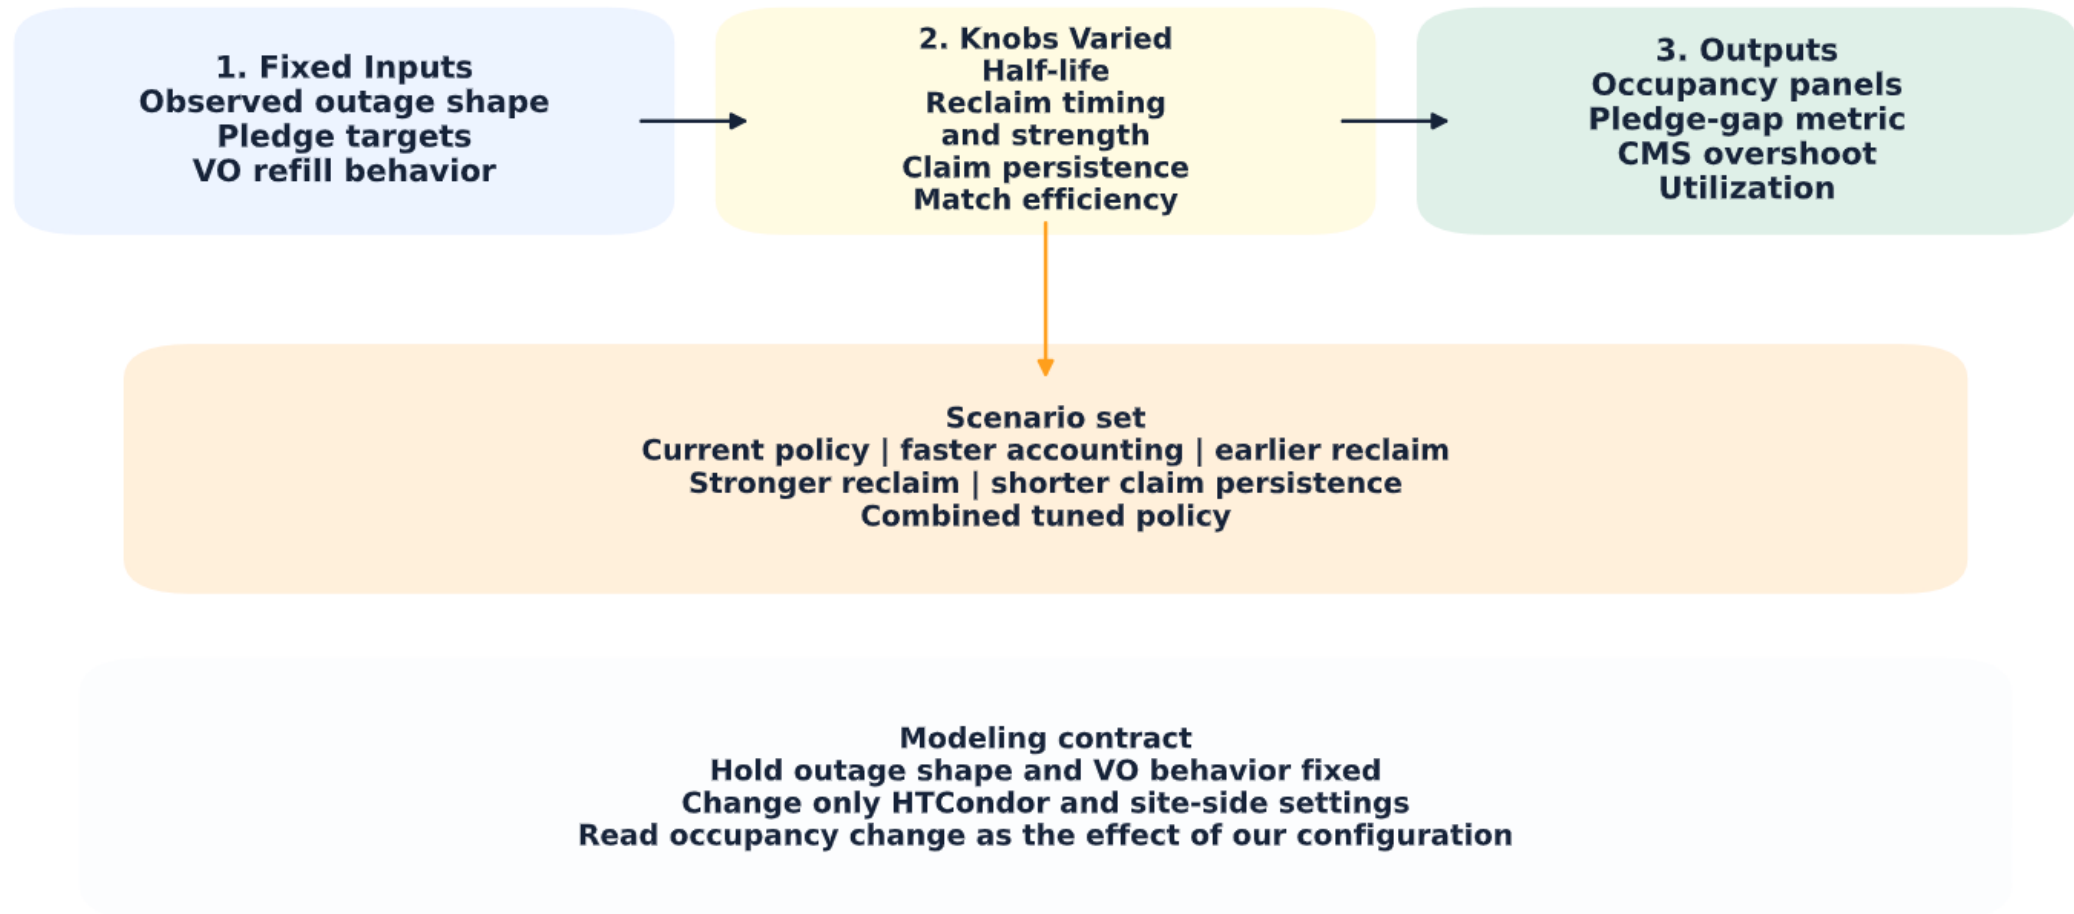 1. Fixed Inputs
Observed outage shape
Pledge targets
VO refill behavior
2. Knobs Varied
Half-life
Reclaim timing
and strength
Claim persistence
Match efficiency
3. Outputs
Occupancy panels
Pledge-gap metric
CMS overshoot
Utilization
Scenario set
Current policy | faster accounting | earlier reclaim
Stronger reclaim | shorter claim persistence
Combined tuned policy
Modeling contract
Hold outage shape and VO behavior fixed
Change only HTCondor and site-side settings
Read occupancy change as the effect of our configuration